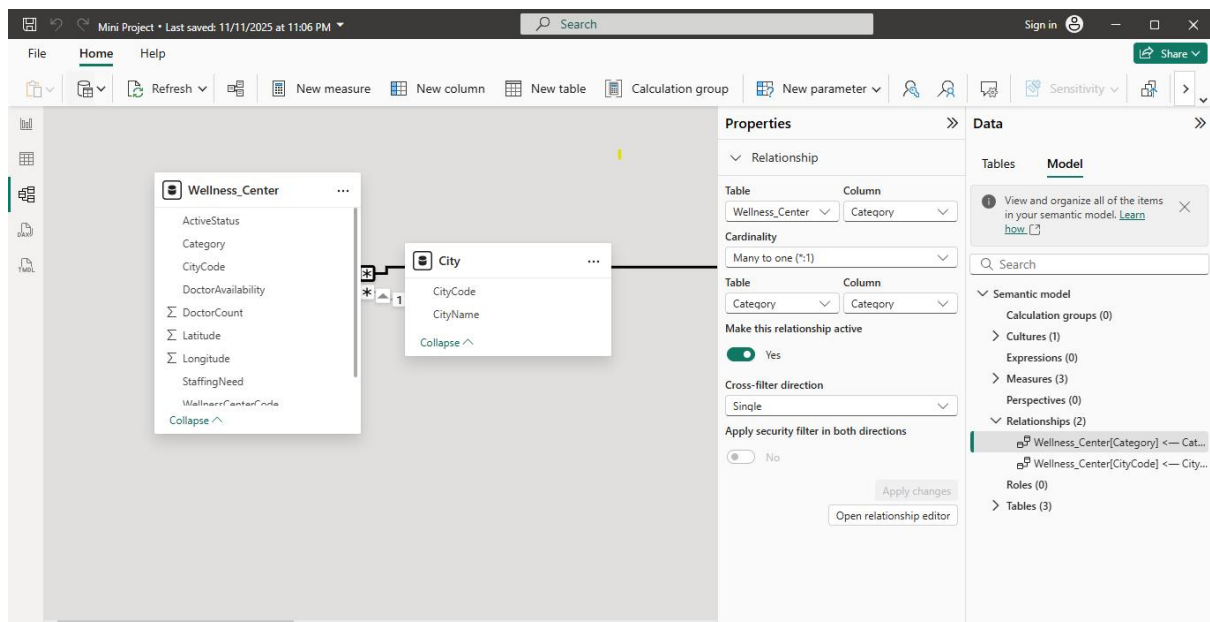 Mini Project • Last saved: 11/11/2025 at 11:06 PM
Search
Sign in
File
Home
Help
Share
Refresh
New measure
New column
New table
Calculation group
New parameter
Sensitivity
DAX
TMDL
Wellness_Center
...
ActiveStatus
Category
CityCode
DoctorAvailability
Σ DoctorCount
Σ Latitude
Σ Longitude
StaffingNeed
WellnessCenterCode
Collapse
*
*
1
City
...
CityCode
CityName
Collapse
Properties
Relationship
Table Column
Wellness_Center Category
Cardinality
Many to one (*:1)
Table Column
Category Category
Make this relationship active
Yes
Cross-filter direction
Single
Apply security filter in both directions
No
Apply changes
Open relationship editor
Data
Tables Model
View and organize all of the items
in your semantic model. Learn
how
Search
Semantic model
Calculation groups (0)
Cultures (1)
Expressions (0)
Measures (3)
Perspectives (0)
Relationships (2)
Wellness_Center[Category] <— Cat...
Wellness_Center[CityCode] <— City...
Roles (0)
Tables (3)